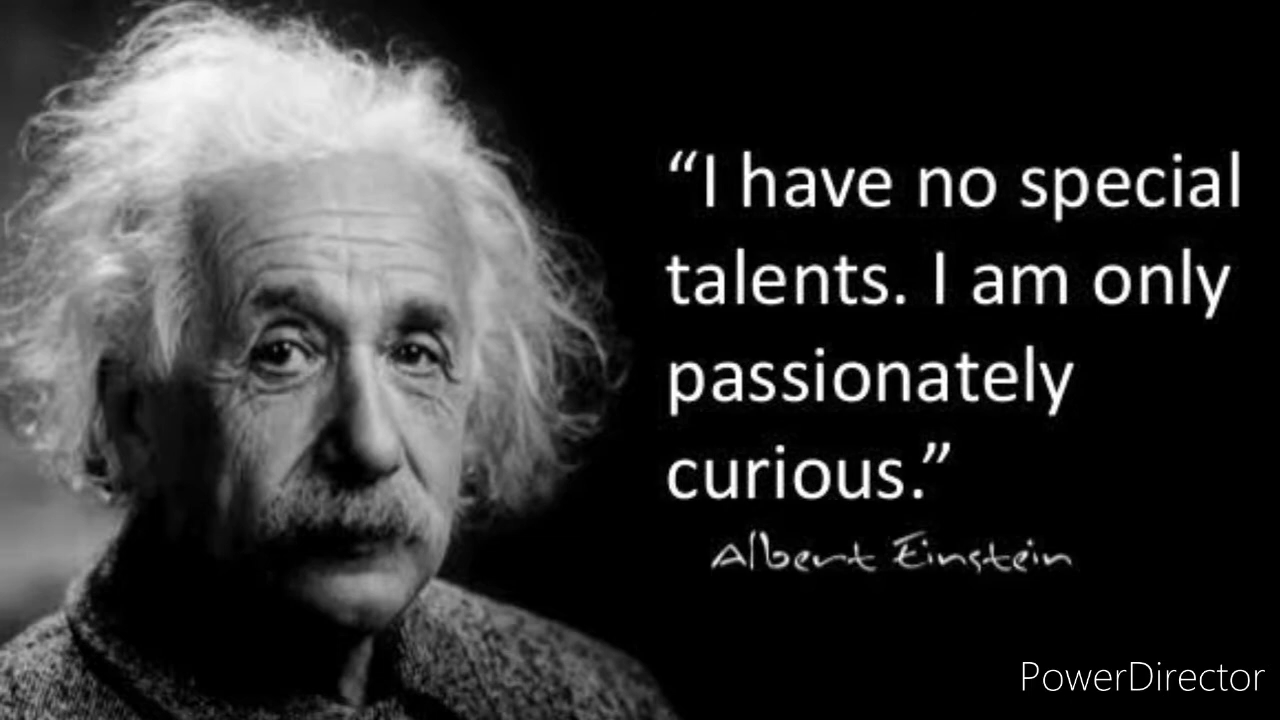 “I have no special
talents. I am only
passionately
curious.”
Albert Einstein
PowerDirector